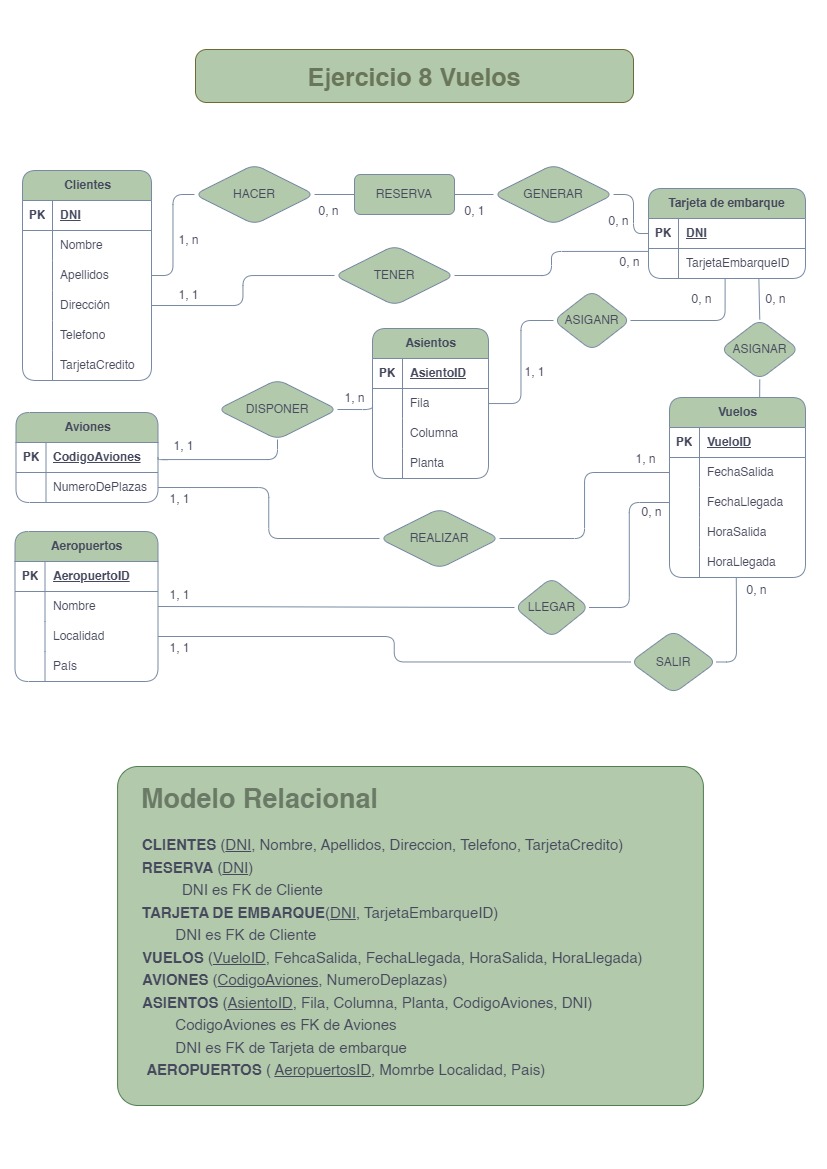 Ejercicio 8 Vuelos
Clientes
PK DNI
Nombre
Apellidos
Dirección
Telefono
TarjetaCredito
HACER
1, n
0, n
RESERVA
0, 1
GENERAR
0, n
Tarjeta de embarque
PK DNI
TarjetaEmbarqueID
1, 1
TENER
0, n
0, n
0, n
ASIGANR
1, 1
ASIGNAR
Asientos
PK AsientoID
Fila
Columna
Planta
DISPONER
1, n
1, 1
Aviones
PK CodigoAviones
NumeroDePlazas
1, 1
REALIZAR
1, n
Vuelos
PK VueloID
FechaSalida
FechaLlegada
HoraSalida
HoraLlegada
0, n
0, n
Aeropuertos
PK AeropuertoID
Nombre
Localidad
País
1, 1
LLEGAR
1, 1
SALIR
Modelo Relacional
CLIENTES (DNI, Nombre, Apellidos, Direccion, Telefono, TarjetaCredito)
RESERVA (DNI)
DNI es FK de Cliente
TARJETA DE EMBARQUE(DNI, TarjetaEmbarqueID)
DNI es FK de Cliente
VUELOS (VueloID, FehcaSalida, FechaLlegada, HoraSalida, HoraLlegada)
AVIONES (CodigoAviones, NumeroDeplazas)
ASIENTOS (AsientoID, Fila, Columna, Planta, CodigoAviones, DNI)
CodigoAviones es FK de Aviones
DNI es FK de Tarjeta de embarque
AEROPUERTOS ( AeropuertosID, Momrbe Localidad, Pais)